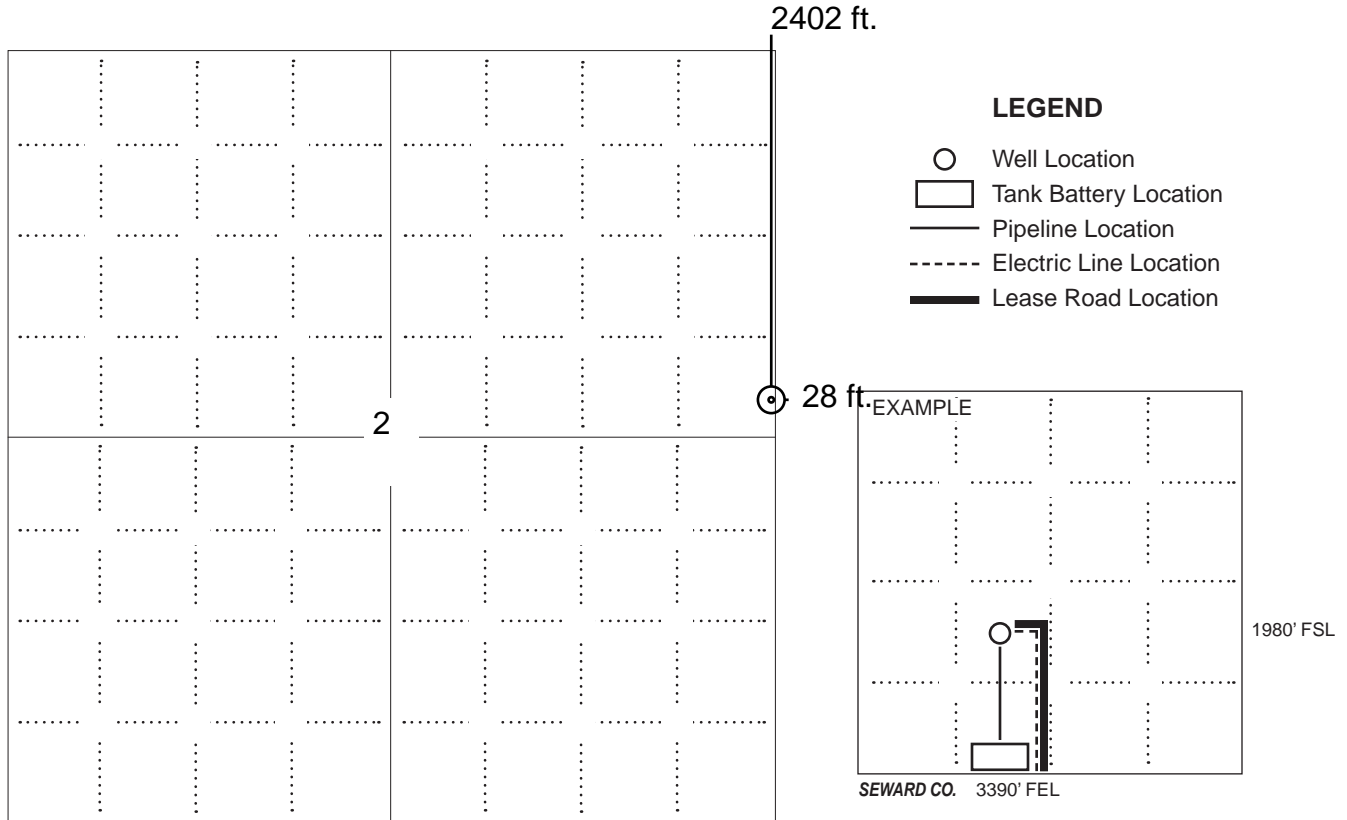 2402 ft.
LEGEND
Well Location
Tank Battery Location
Pipeline Location
Electric Line Location
Lease Road Location
28 ft.
2
EXAMPLE
1980' FSL
SEWARD CO. 3390' FEL